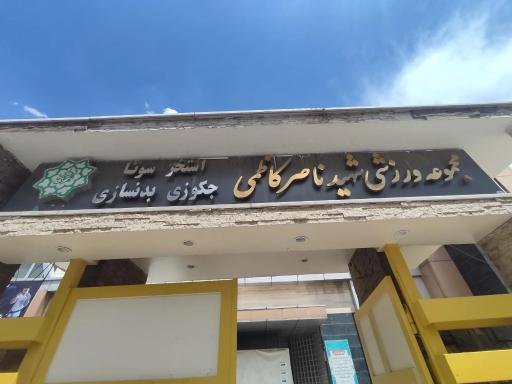 مجموعه ورزشی شهید ناصر کاظمی
استخر سونا
جکوزی بدنسازی